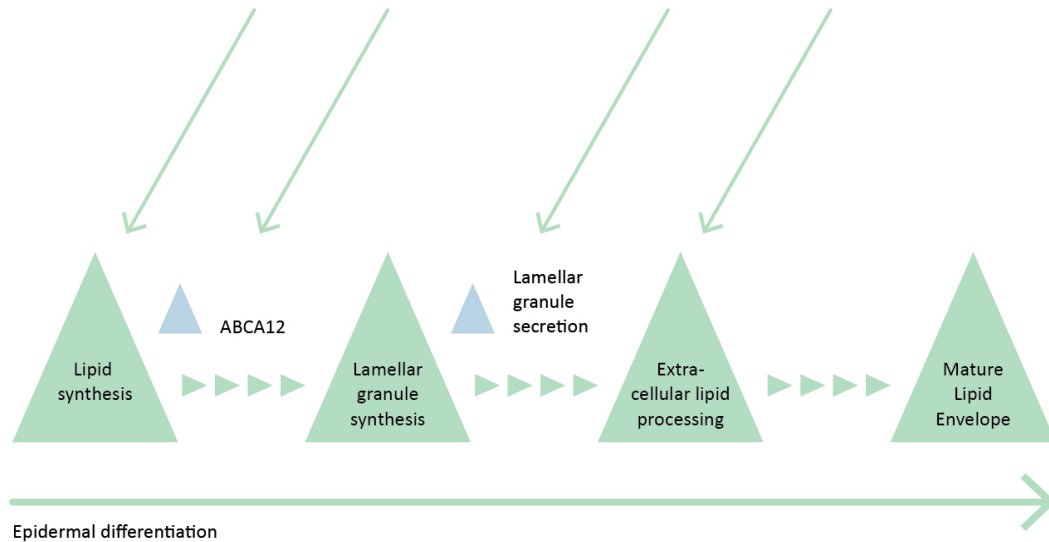 Lipid
synthesis
ABCA12
Lamellar
granule
synthesis
Lamellar
granule
secretion
Extra-
cellular lipid
processing
Mature
Lipid
Envelope
Epidermal differentiation